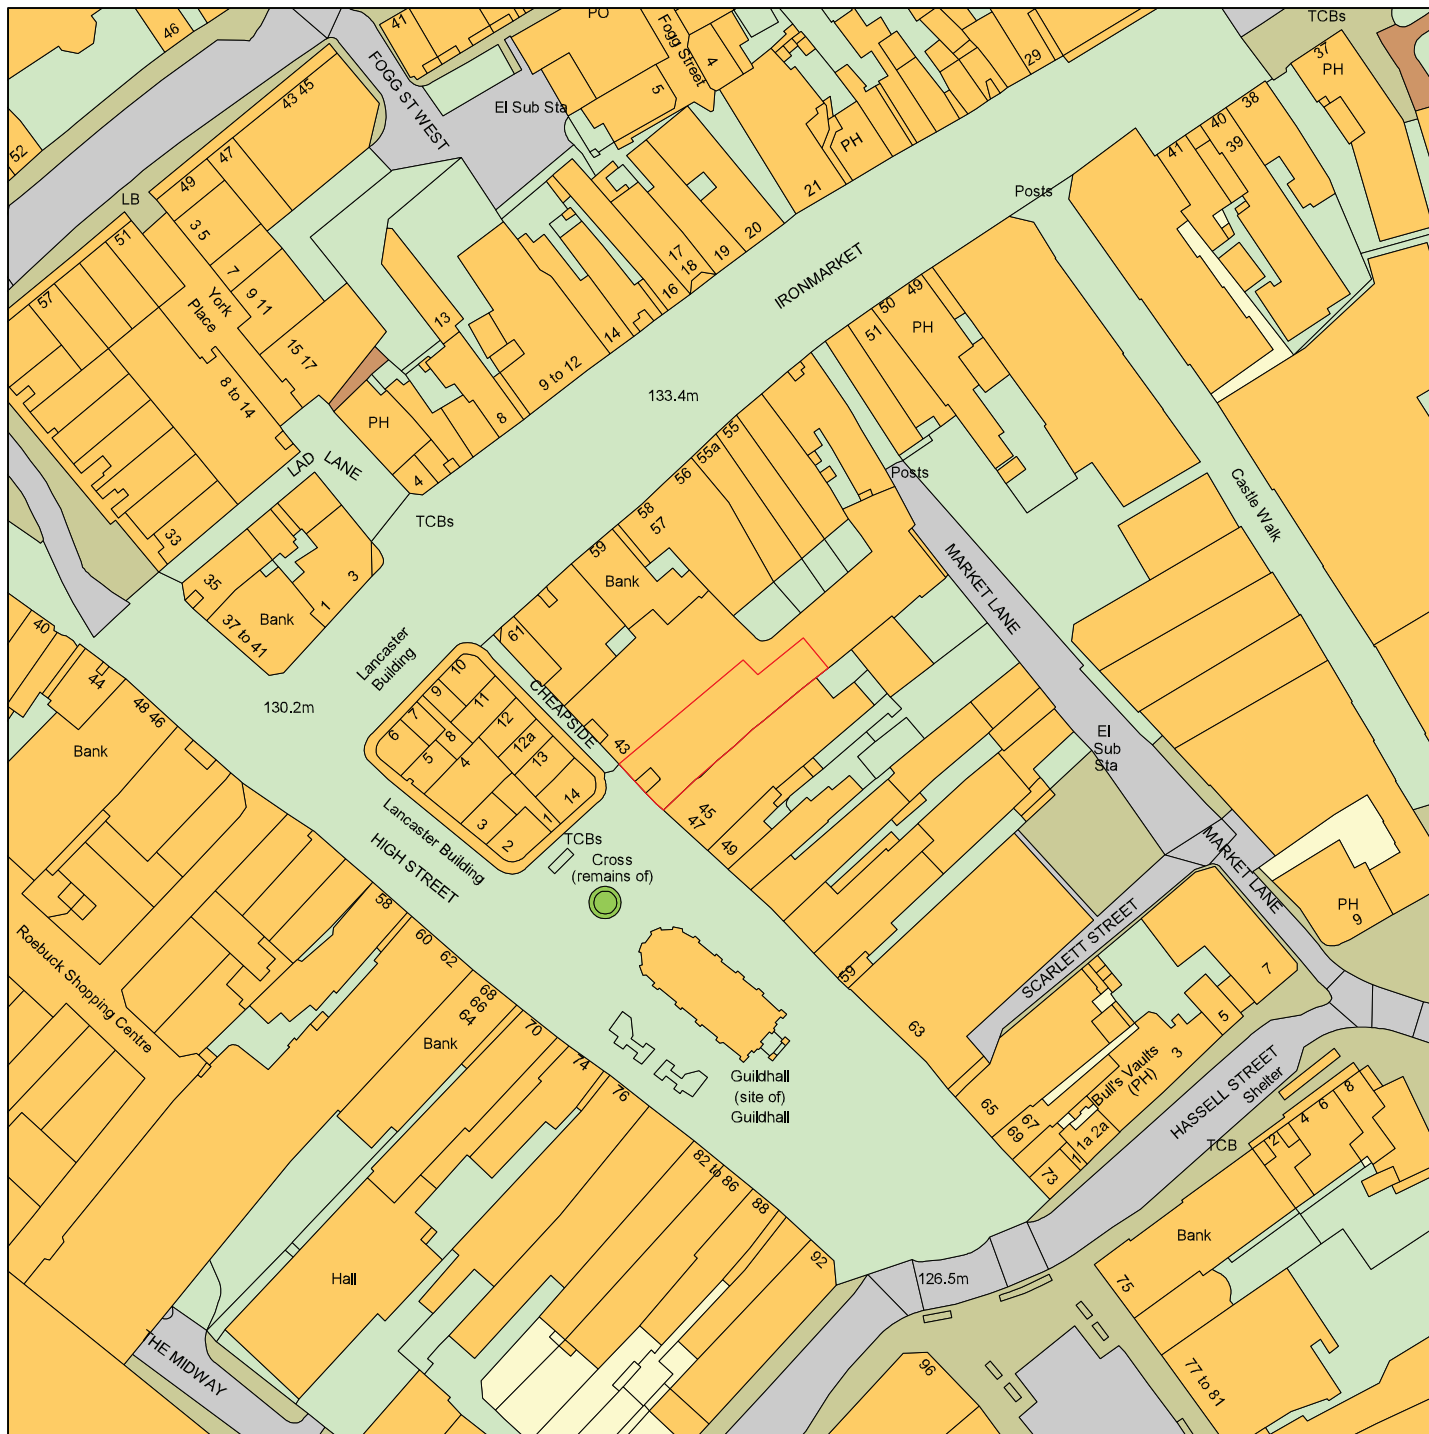 46
41
PO
Fogg Street
4
5
29
TCBs
37
PH
FOGG ST WEST
El Sub Sta
43 45
52
47
49
LB
51
3 5
7
9 11
York
Place
15 17
8 to 14
57
33
13
PH
4
8
9 to 12
14
16
17
18
19
20
21
PH
IRONMARKET
Posts
38
40
39
41
133.4m
49
50
51
PH
Posts
Castle Walk
LAD
LANE
TCBs
55
55a
56
58
57
59
Bank
61
35
3
1
Bank
37 to 41
40
44
48 46
Bank
130.2m
Lancaster
Building
10
9
7
6
11
12
12a
13
14
8
5
4
3
2
1
CHEAPSIDE
43
45
47
49
MARKET LANE
El
Sub
Sta
Lancaster Building
HIGH STREET
TCBs
Cross
(remains of)
58
60
62
68
66
64
Bank
70
74
76
Roebuck Shopping Centre
59
63
SCARLETT STREET
MARKET LANE
PH
9
7
5
3
Bull's Vaults
(PH)
65
67
69
1a 2a
1
73
Guildhall
(site of)
Guildhall
HASSELL STREET
Shelter
TCB
2
4
6
8
82 to 86
88
92
Hall
THE MIDWAY
126.5m
Bank
75
77 to 81
96